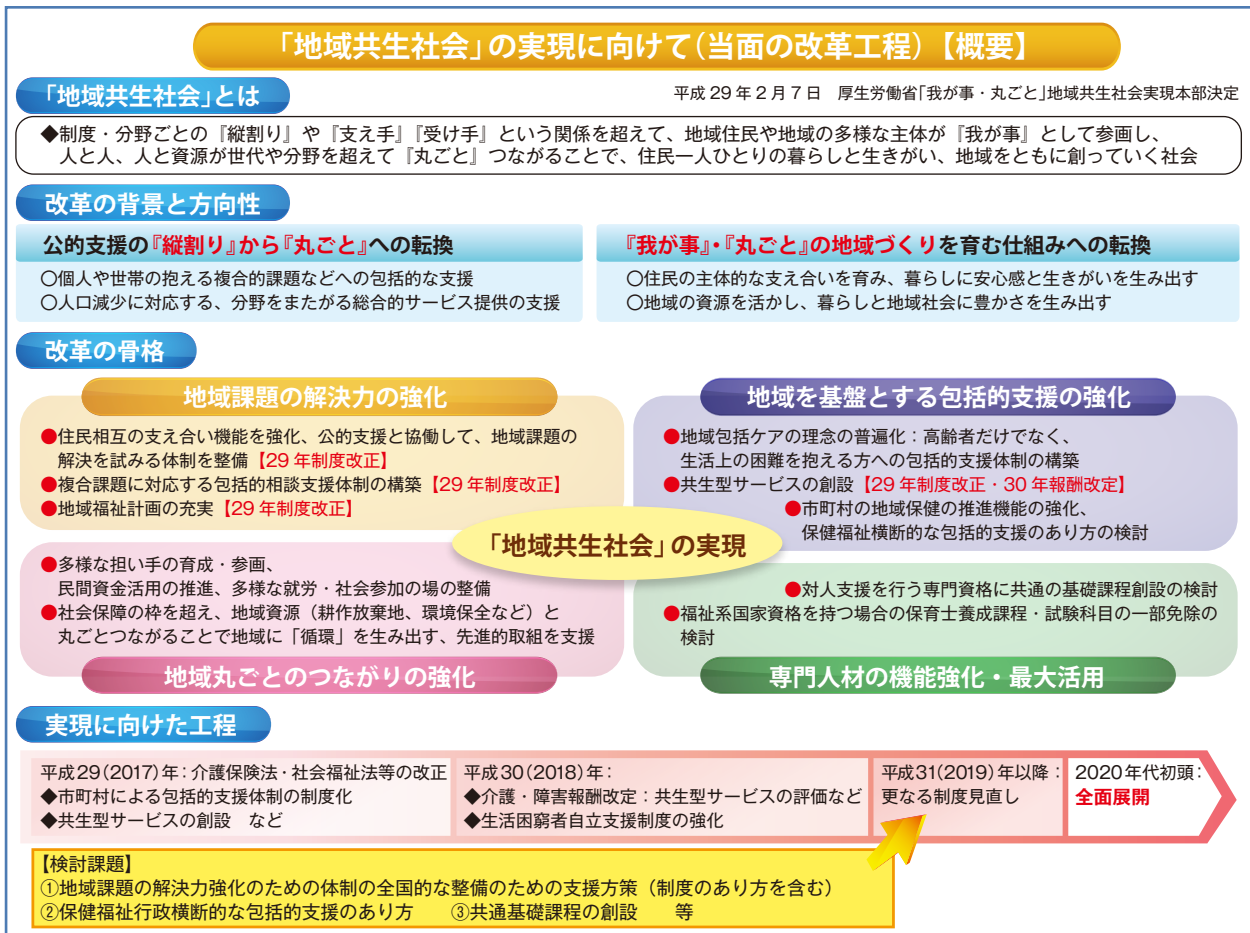 「地域共生社会」の実現に向けて(当面の改革工程)【概要】
「地域共生社会」とは
平成29年2月7日　厚生労働省「我が事・丸ごと」地域共生社会実現本部決定
◆制度・分野ごとの『縦割り』や『支え手』『受け手』という関係を超えて、地域住民や地域の多様な主体が『我が事』として参画し、
人と人、人と資源が世代や分野を超えて『丸ごと』つながることで、住民一人ひとりの暮らしと生きがい、地域をともに創っていく社会
改革の背景と方向性
公的支援の『縦割り』から『丸ごと』への転換
○個人や世帯の抱える複合的課題などへの包括的な支援
○人口減少に対応する、分野をまたがる総合的サービス提供の支援
『我が事』・『丸ごと』の地域づくりを育む仕組みへの転換
○住民の主体的な支え合いを育み、暮らしに安心感と生きがいを生み出す
○地域の資源を活かし、暮らしと地域社会に豊かさを生み出す
改革の骨格
地域課題の解決力の強化
●住民相互の支え合い機能を強化、公的支援と協働して、地域課題の
解決を試みる体制を整備【29年制度改正】
●複合課題に対応する包括的相談支援体制の構築【29年制度改正】
●地域福祉計画の充実【29年制度改正】
地域を基盤とする包括的支援の強化
●地域包括ケアの理念の普遍化：高齢者だけでなく、
生活上の困難を抱える方への包括的支援体制の構築
●共生型サービスの創設【29年制度改正・30年報酬改定】
●市町村の地域保健の推進機能の強化、
保健福祉横断的な包括的支援のあり方の検討
「地域共生社会」の実現
●多様な担い手の育成・参画、
民間資金活用の推進、多様な就労・社会参加の場の整備
●社会保障の枠を超え、地域資源（耕作放棄地、環境保全など）と
丸ごとつながることで地域に「循環」を生み出す、先進的取組を支援
地域丸ごとのつながりの強化
●対人支援を行う専門資格に共通の基礎課程創設の検討
●福祉系国家資格を持つ場合の保育士養成課程・試験科目の一部免除の
検討
専門人材の機能強化・最大活用
実現に向けた工程
平成29(2017)年：介護保険法・社会福祉法等の改正
◆市町村による包括的支援体制の制度化
◆共生型サービスの創設　など
平成30(2018)年：
◆介護・障害報酬改定：共生型サービスの評価など
◆生活困窮者自立支援制度の強化
平成31(2019)年以降：
更なる制度見直し
2020年代初頭：
全面展開
【検討課題】
①地域課題の解決力強化のための体制の全国的な整備のための支援方策（制度のあり方を含む）
②保健福祉行政横断的な包括的支援のあり方　③共通基礎課程の創設　等